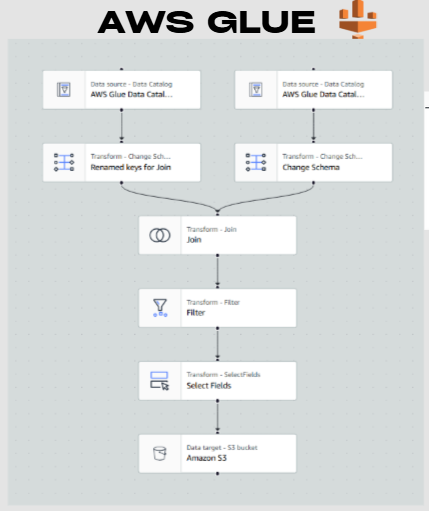 AWS GLUE
Data source - Data Catalog
AWS Glue Data Catal...
Data source - Data Catalog
AWS Glue Data Catal...
Transform - Change Sch...
Renamed keys for Join
Transform - Change Sch...
Change Schema
Transform - Join
Join
Transform - Filter
Filter
Transform - SelectFields
Select Fields
Data target - S3 bucket
Amazon S3